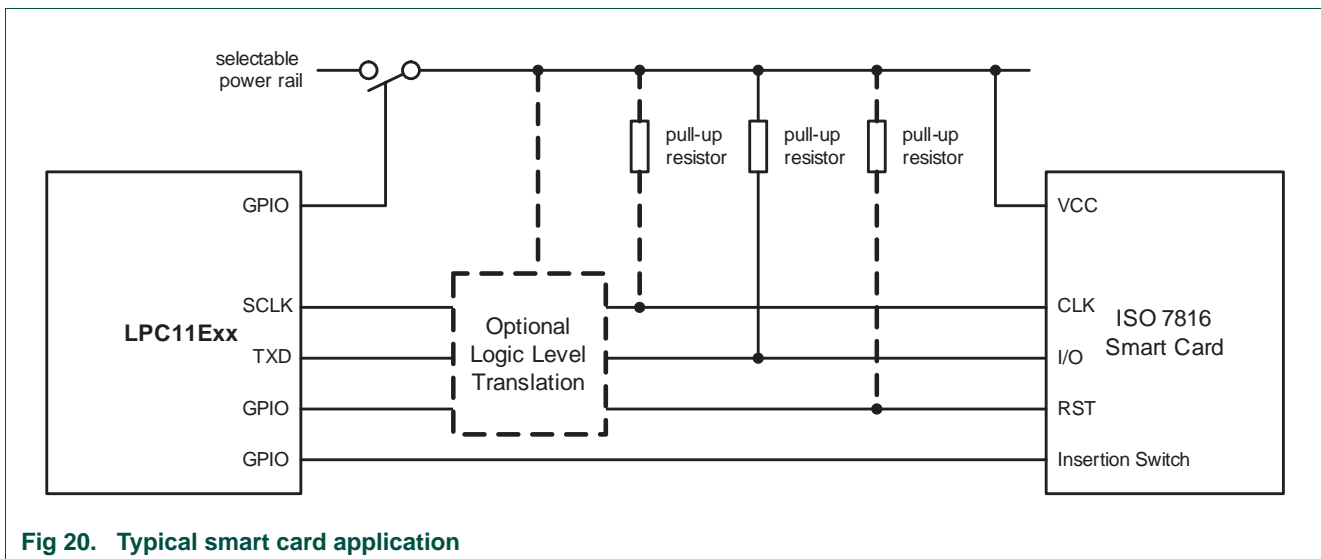 selectable
power rail
pull-up
resistor
pull-up
resistor
pull-up
resistor
GPIO
VCC
SCLK
CLK
LPC11Exx
Optional
Logic Level
Translation
ISO 7816
Smart Card
TXD
I/O
GPIO
RST
GPIO
Insertion Switch
Fig 20. Typical smart card application